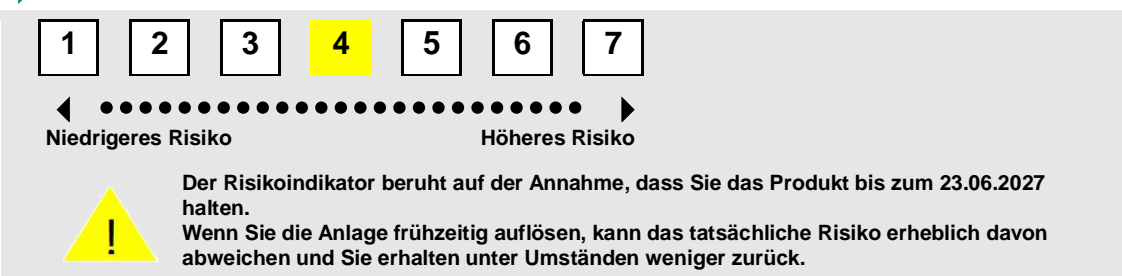 1 2 3 4 5 6 7
Niedrigeres Risiko Höheres Risiko
Der Risikoindikator beruht auf der Annahme, dass Sie das Produkt bis zum 23.06.2027
halten.
Wenn Sie die Anlage frühzeitig auflösen, kann das tatsächliche Risiko erheblich davon
abweichen und Sie erhalten unter Umständen weniger zurück.
!